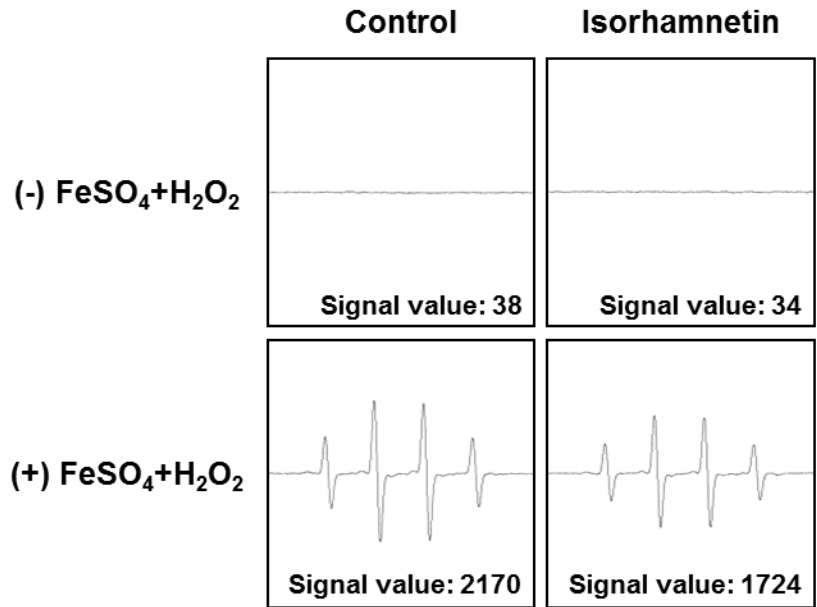 Control Isorhamnetin
(-) FeSO₄+H₂O₂
Signal value: 38
Signal value: 34
(+) FeSO₄+H₂O₂
Signal value: 2170
Signal value: 1724